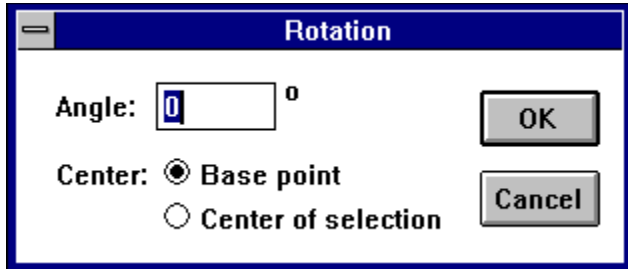 Rotation
Angle: 0 °
OK
Center: Base point
Center of selection
Cancel